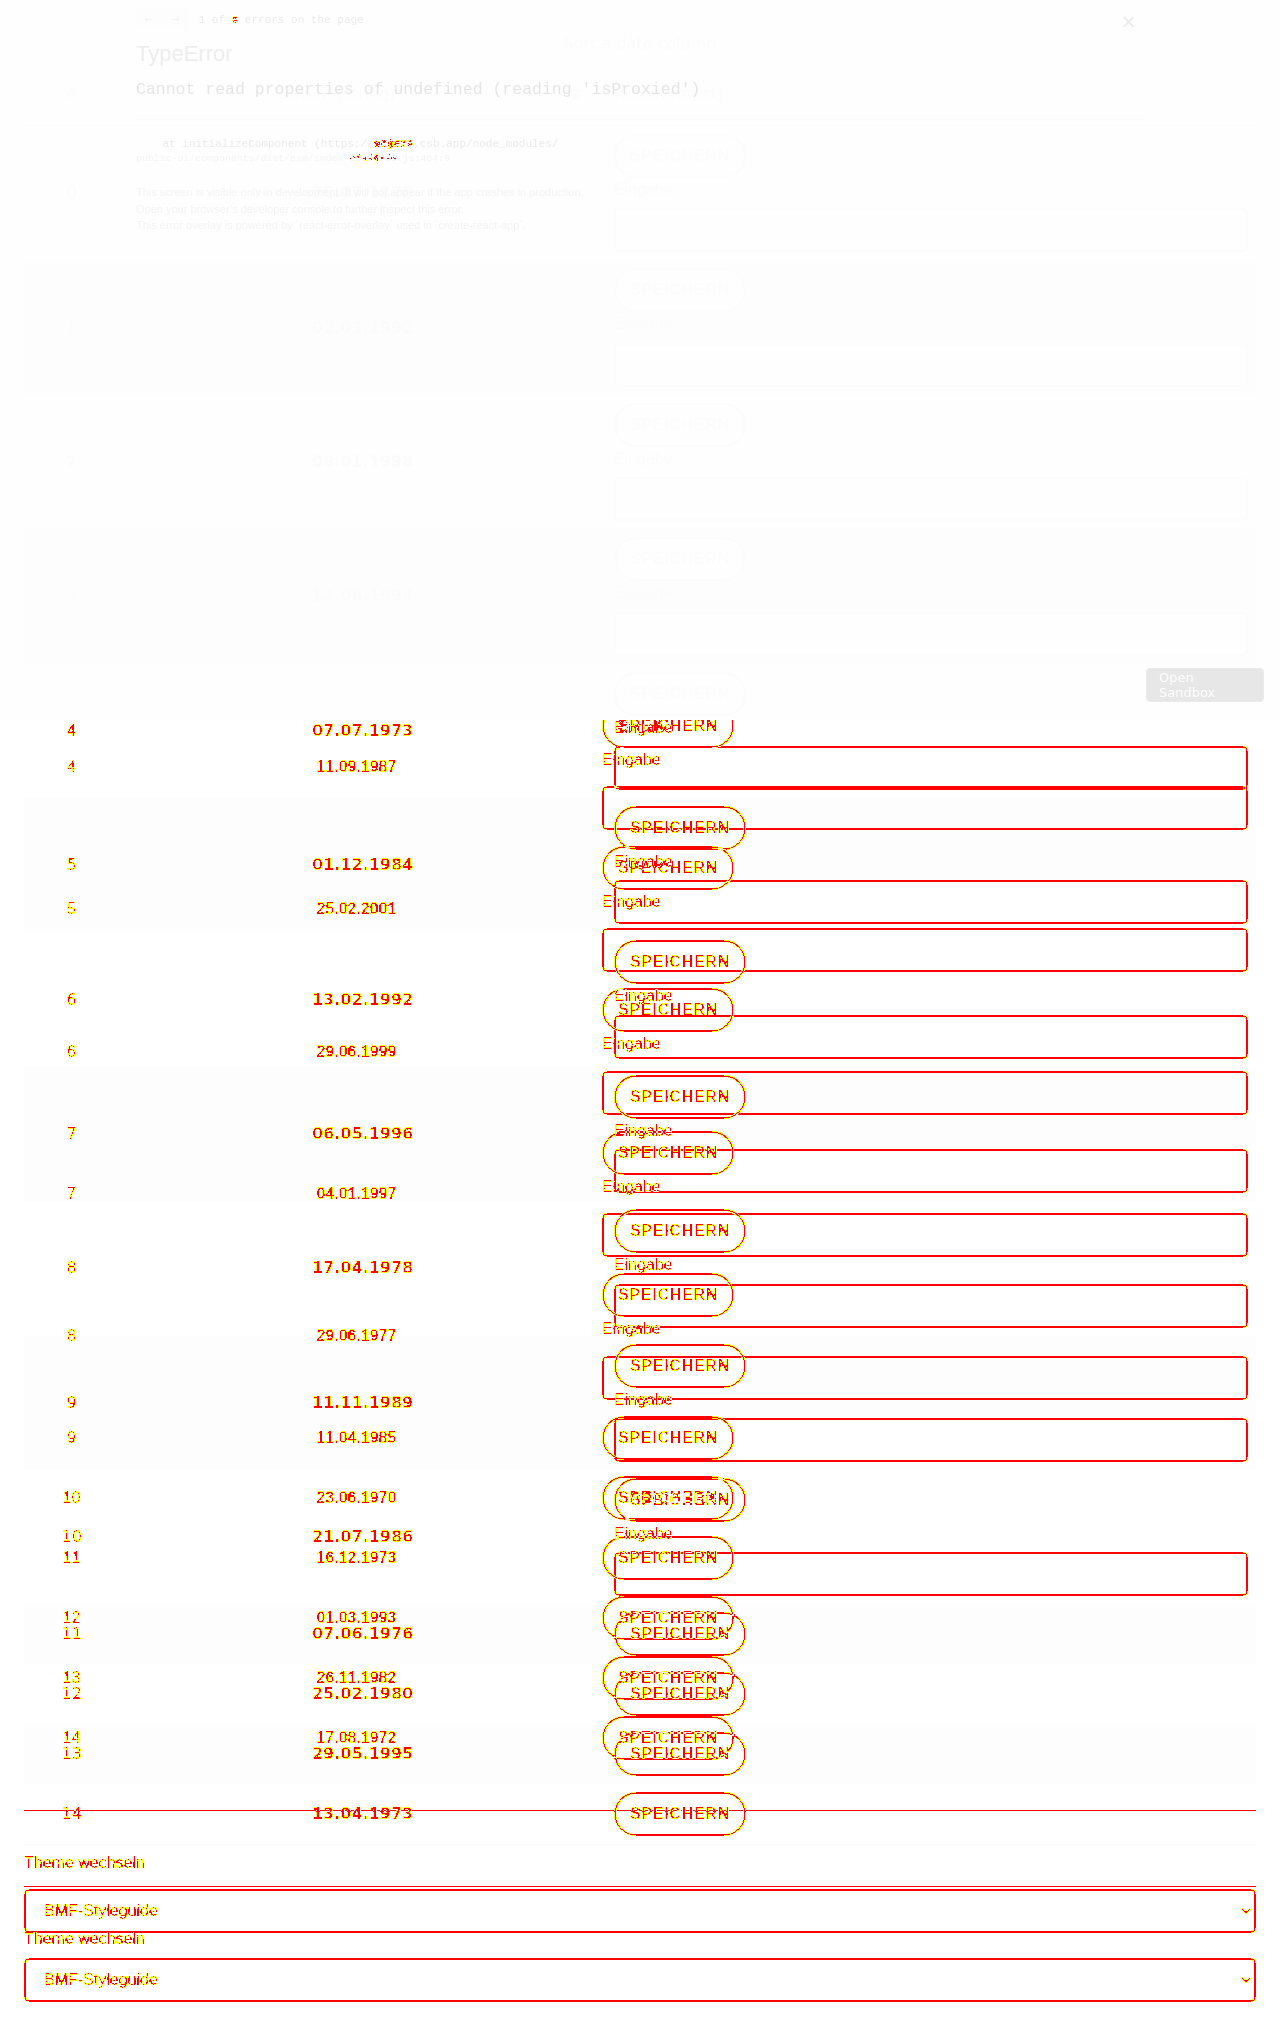 ← → 1 of errors on the page ×
TypeError
Cannot read properties of undefined (reading 'isProxied')
at initializeComponent [https:// .csb.app/node_modules/
This screen is visible only in development. It will not appear if the app crashes in production.
Open your browser's developer console to further inspect this error.
This error overlay is powered by `react-error-overlay` used in `create-react-app`.
SPEICHERN
SPEICHERN
SPEICHERN
Eingabe
SPEICHERN
Open
Sandbox
SPEICHERN
SPEICHERN
4 07.07.1973 Eingabe
4 11.09.1987 Eingabe
SPEICHERN
5 01.12.1984 Eingabe
SPEICHERN
5 25.02.2001 Eingabe
SPEICHERN
6 13.02.1992 Eingabe
SPEICHERN
6 29.06.1999 Eingabe
SPEICHERN
7 06.05.1996 Eingabe
SPEICHERN
7 04.01.1997 Eingabe
SPEICHERN
8 17.04.1978 Eingabe
SPEICHERN
8 29.06.1977 Eingabe
SPEICHERN
9 11.11.1989 Eingabe
9 11.04.1985 SPEICHERN
10 23.06.1970 SPEICHERN
SPEICHERN
10 21.07.1986 Eingabe
11 16.12.1973 SPEICHERN
12 01.03.1993 SPEICHERN
11 07.06.1976 SPEICHERN
13 26.11.1982 SPEICHERN
12 25.02.1980 SPEICHERN
14 17.08.1972 SPEICHERN
13 29.05.1995 SPEICHERN
14 13.04.1973 SPEICHERN
Theme wechseln
BMF-Styleguide
Theme wechseln
BMF-Styleguide